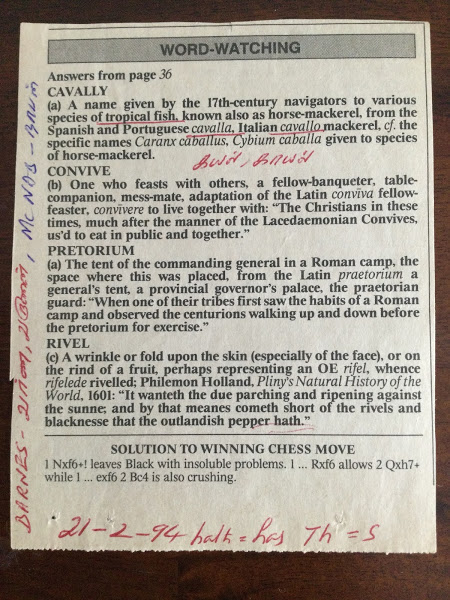 WORD-WATCHING
Answers from page 36
CAVALLY
(a) A name given by the 17th-century navigators to various
species of tropical fish, known also as horse-mackerel, from the
Spanish and Portuguese cavalla, Italian cavallo mackerel, cf. the
specific names Caranx caballus, Cybium caballa given to species
of horse-mackerel.
CONVIVE
(b) One who feasts with others, a fellow-banqueter, table-
companion, mess-mate, adaptation of the Latin conviva fellow-
feaster, convivere to live together with: “The Christians in these
times, much after the manner of the Lacedaemonian Convives,
us'd to eat in public and together.”
PRETORIUM
(a) The tent of the commanding general in a Roman camp, the
space where this was placed, from the Latin praetorium a
general's tent, a provincial governor's palace, the praetorian
guard: “When one of their tribes first saw the habits of a Roman
camp and observed the centurions walking up and down before
the pretorium for exercise.”
RIVEL
(c) A wrinkle or fold upon the skin (especially of the face), or on
the rind of a fruit, perhaps representing an OE rifel, whence
rifelede rivelled; Philemon Holland, Pliny's Natural History of the
World, 1601: “It wanteth the due parching and ripening against
the sunne; and by that meanes cometh short of the rivels and
blacknesse that the outlandish pepper hath.”
SOLUTION TO WINNING CHESS MOVE
1 Nxf6+! leaves Black with insoluble problems. 1 ... Rxf6 allows 2 Qxh7+
while 1 ... exf6 2 Bc4 is also crushing.
21-2-94 hath = has Th = S
BARNES -